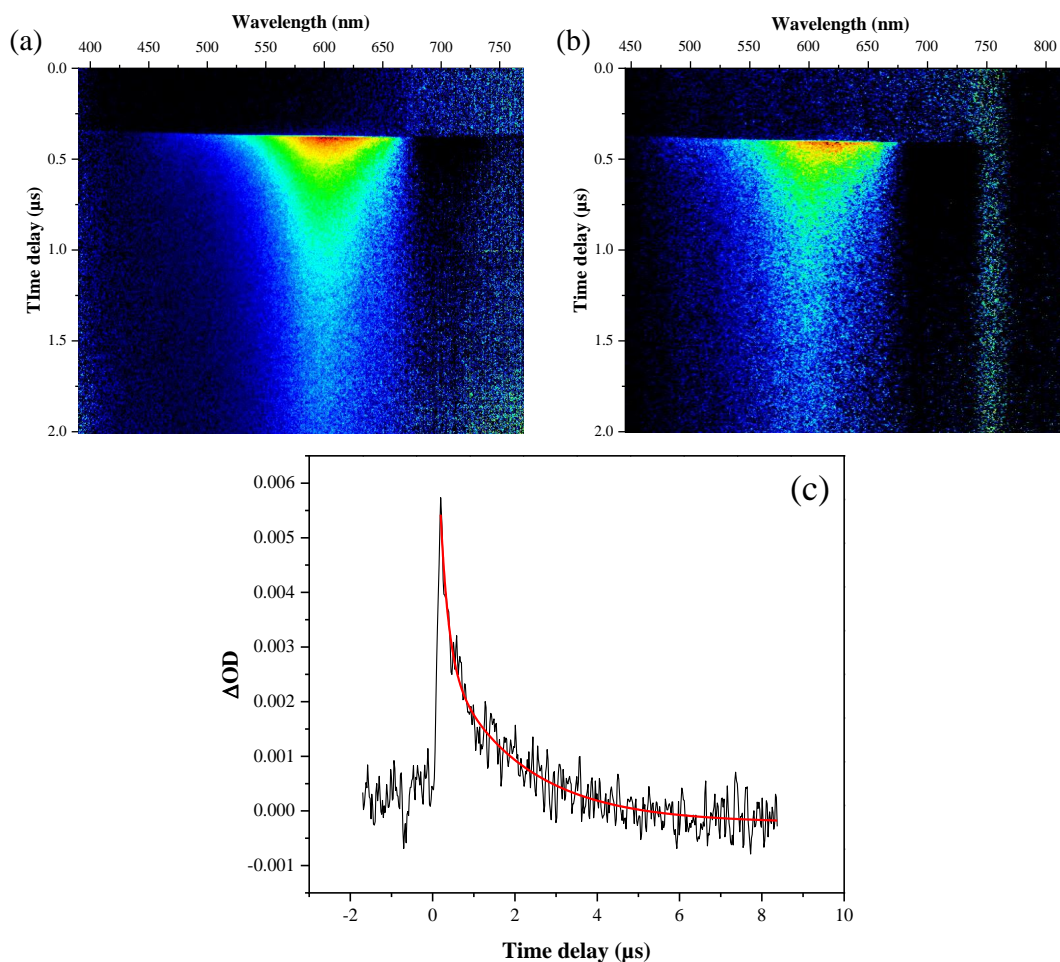 (a)
Wavelength (nm)
400 450 500 550 600 650 700 750
TIme delay (μs)
0.0
0.5
1.0
1.5
2.0
(b)
Wavelength (nm)
450 500 550 600 650 700 750 800
Time delay (μs)
0.0
0.5
1.0
1.5
2.0
(c)
ΔOD
0.006
0.005
0.004
0.003
0.002
0.001
0.000
-0.001
-2 0 2 4 6 8 10
Time delay (μs)